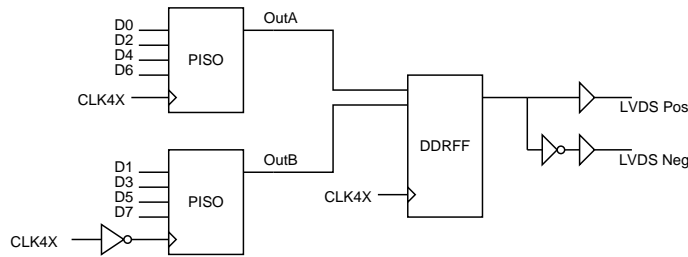 D0
D2
D4
D6
CLK4X
PISO
OutA
D1
D3
D5
D7
CLK4X
PISO
OutB
CLK4X
DDRFF
LVDS Pos
LVDS Neg